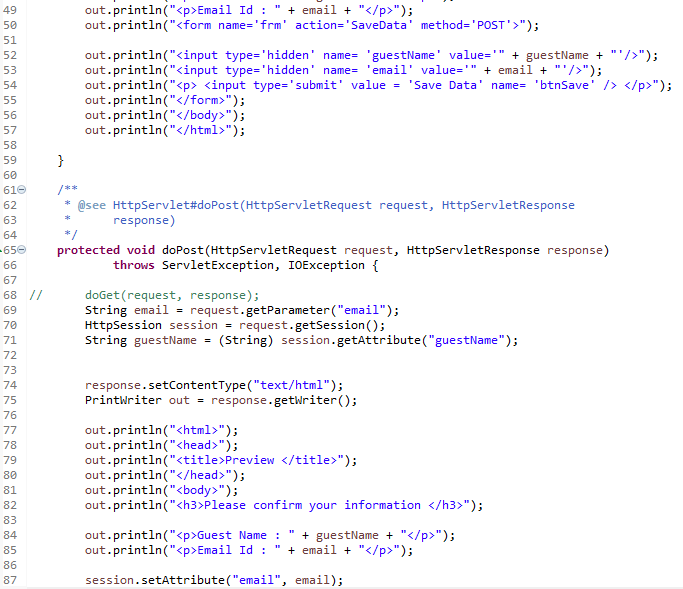 49 out.println("<p>Email Id : " + email + "</p>");
50 out.println("<form name='frm' action='SaveData' method='POST'>");
51
52 out.println("<input type='hidden' name= 'guestName' value='" + guestName + "'/>");
53 out.println("<input type='hidden' name= 'email' value='" + email + "'/>");
54 out.println("<p> <input type='submit' value = 'Save Data' name= 'btnSave' /> </p>");
55 out.println("</form>");
56 out.println("</body>");
57 out.println("</html>");
58
59 }
60
61 /**
62 * @see HttpServlet#doPost(HttpServletRequest request, HttpServletResponse
63 * response)
64 */
65 protected void doPost(HttpServletRequest request, HttpServletResponse response)
66 throws ServletException, IOException {
67
68 // doGet(request, response);
69 String email = request.getParameter("email");
70 HttpSession session = request.getSession();
71 String guestName = (String) session.getAttribute("guestName");
72
73
74 response.setContentType("text/html");
75 PrintWriter out = response.getWriter();
76
77 out.println("<html>");
78 out.println("<head>");
79 out.println("<title>Preview </title>");
80 out.println("</head>");
81 out.println("<body>");
82 out.println("<h3>Please confirm your information </h3>");
83
84 out.println("<p>Guest Name : " + guestName + "</p>");
85 out.println("<p>Email Id : " + email + "</p>");
86
87 session.setAttribute("email", email);